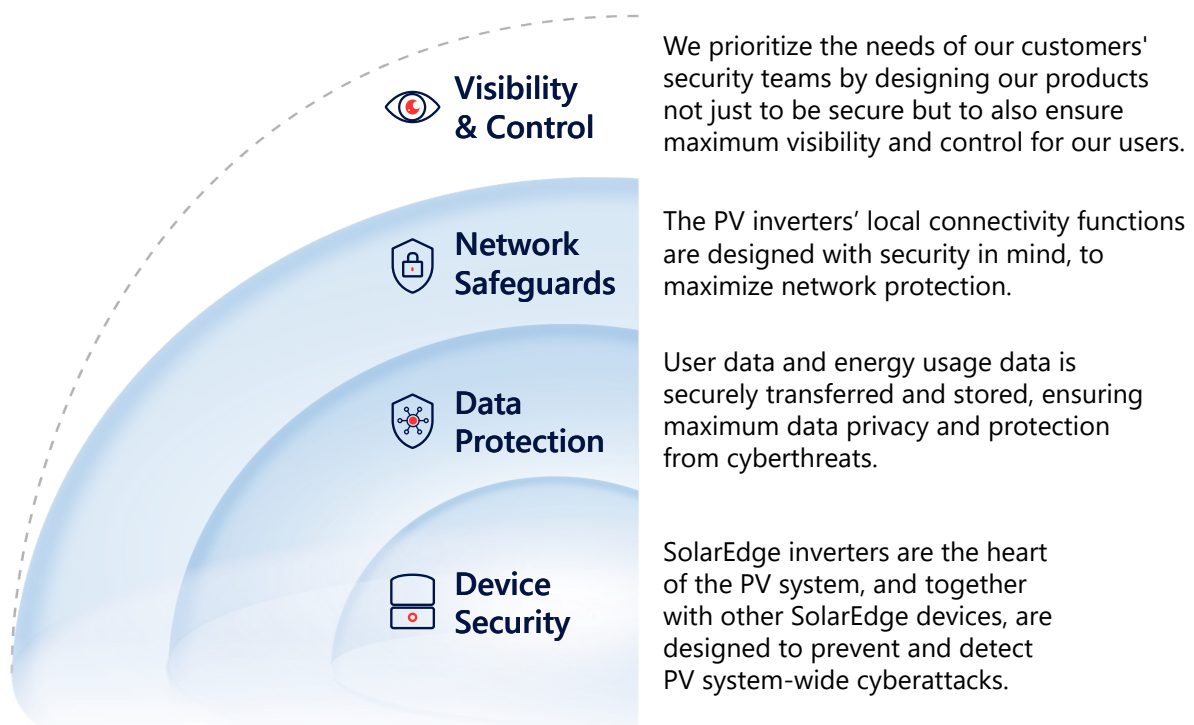 Visibility
& Control
We prioritize the needs of our customers'
security teams by designing our products
not just to be secure but to also ensure
maximum visibility and control for our users.
Network
Safeguards
The PV inverters’ local connectivity functions
are designed with security in mind, to
maximize network protection.
Data
Protection
User data and energy usage data is
securely transferred and stored, ensuring
maximum data privacy and protection
from cyberthreats.
Device
Security
SolarEdge inverters are the heart
of the PV system, and together
with other SolarEdge devices, are
designed to prevent and detect
PV system-wide cyberattacks.